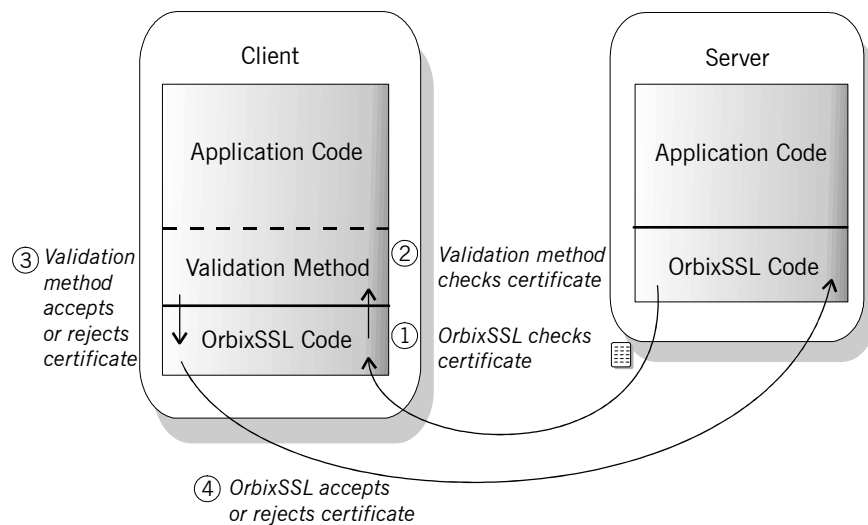 Client
Server
Application Code
Application Code
③ Validation
method
accepts
or rejects
certificate
Validation Method
② Validation method
checks certificate
OrbixSSL Code
OrbixSSL Code
① OrbixSSL checks
certificate
④ OrbixSSL accepts
or rejects certificate